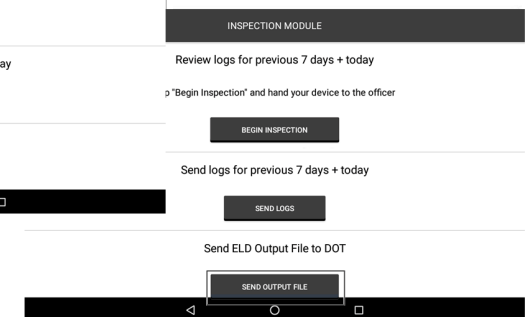 ay
INSPECTION MODULE
Review logs for previous 7 days + today
"Begin Inspection" and hand your device to the officer
BEGIN INSPECTION
Send logs for previous 7 days + today
SEND LOGS
Send ELD Output File to DOT
SEND OUTPUT FILE